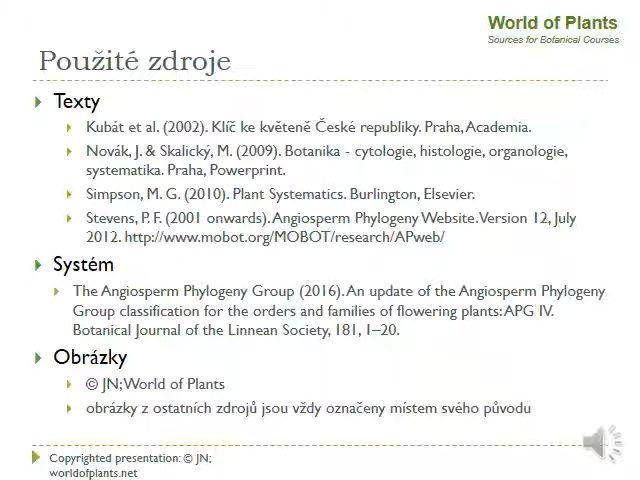 World of Plants
Sources for Botanical Courses
Použité zdroje
Texty
Kubát et al. (2002). Klíč ke květeně České republiky. Praha, Academia.
Novák, J. & Skalický, M. (2009). Botanika - cytologie, histologie, organologie,
systematika. Praha, Powerprint.
Simpson, M. G. (2010). Plant Systematics. Burlington, Elsevier.
Stevens, P. F. (2001 onwards). Angiosperm Phylogeny Website. Version 12, July
2012. http://www.mobot.org/MOBOT/research/APweb/
Systém
The Angiosperm Phylogeny Group (2016). An update of the Angiosperm Phylogeny
Group classification for the orders and families of flowering plants: APG IV.
Botanical Journal of the Linnean Society, 181, 1–20.
Obrázky
© JN; World of Plants
obrázky z ostatních zdrojů jsou vždy označeny místem svého původu
Copyrighted presentation: © JN;
worldofplants.net